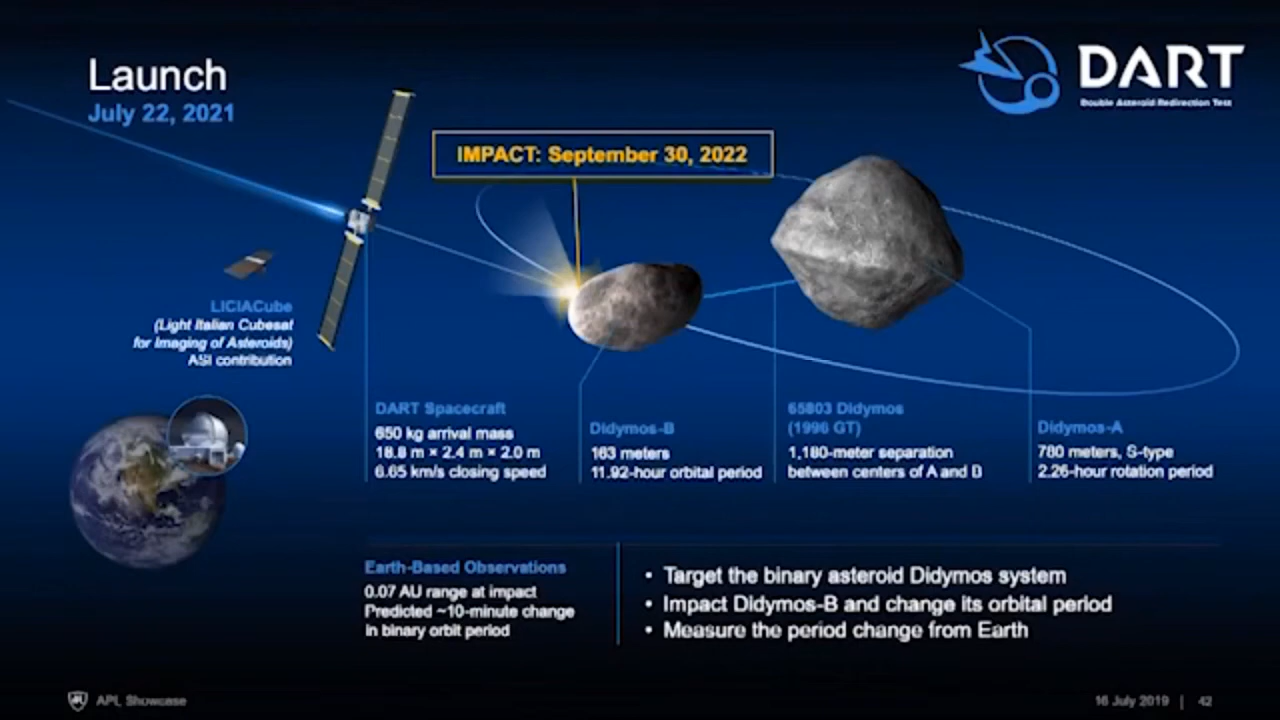 Launch
July 22, 2021
DART
Double Asteroid Redirection Test
IMPACT: September 30, 2022
LICIACube
(Light Italian Cubesat
for Imaging of Asteroids)
ASI contribution
DART Spacecraft
650 kg arrival mass
18.8 m × 2.4 m × 2.0 m
6.65 km/s closing speed
Didymos-B
163 meters
11.92-hour orbital period
65803 Didymos
(1996 GT)
1,180-meter separation
between centers of A and B
Didymos-A
780 meters, S-type
2.26-hour rotation period
Earth-Based Observations
0.07 AU range at impact
Predicted ~10-minute change
in binary orbit period
• Target the binary asteroid Didymos system
• Impact Didymos-B and change its orbital period
• Measure the period change from Earth
APL Showcase
16 July 2019 | 42